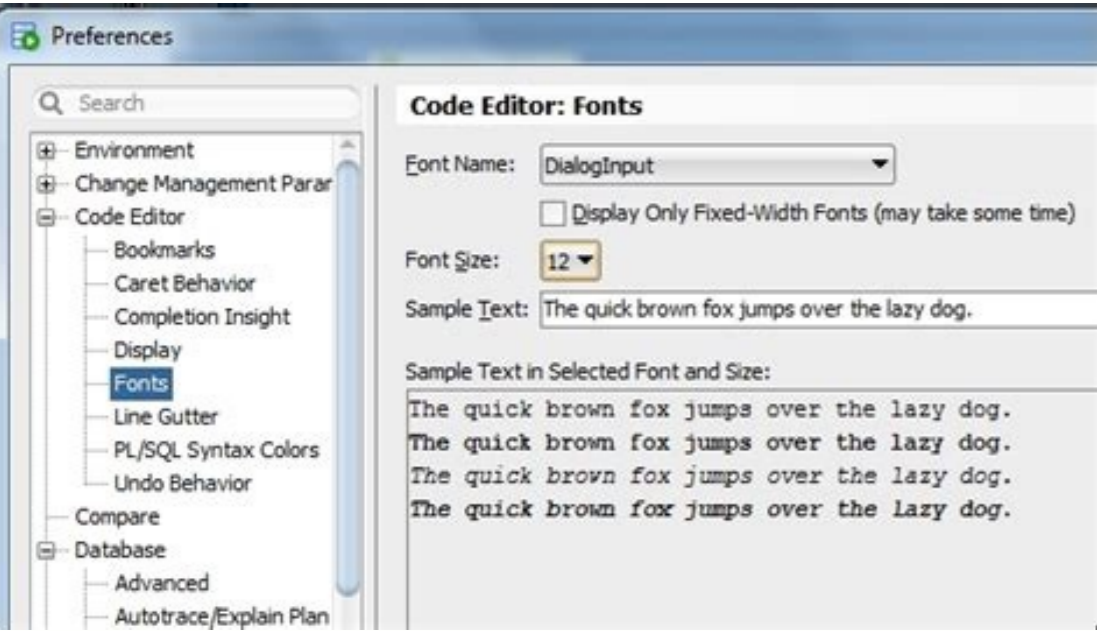 Preferences
Search
Environment
Change Management Parar
Code Editor
Bookmarks
Caret Behavior
Completion Insight
Display
Fonts
Line Gutter
PL/SQL Syntax Colors
Undo Behavior
Compare
Database
Advanced
Autotrace/Explain Plan
Code Editor: Fonts
Font Name: DialogInput
Display Only Fixed-Width Fonts (may take some time)
Font Size: 12
Sample Text: The quick brown fox jumps over the lazy dog.
Sample Text in Selected Font and Size:
The quick brown fox jumps over the lazy dog.
The quick brown fox jumps over the lazy dog.
The quick brown fox jumps over the lazy dog.
The quick brown fox jumps over the lazy dog.